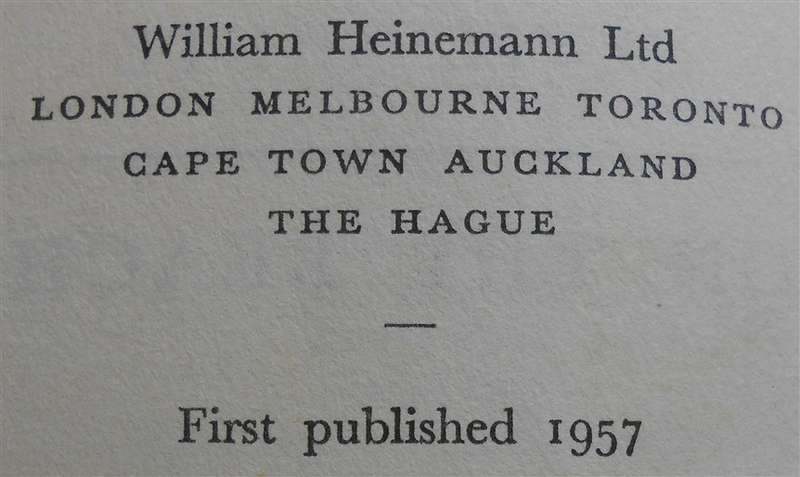 William Heinemann Ltd
LONDON MELBOURNE TORONTO
CAPE TOWN AUCKLAND
THE HAGUE
First published 1957